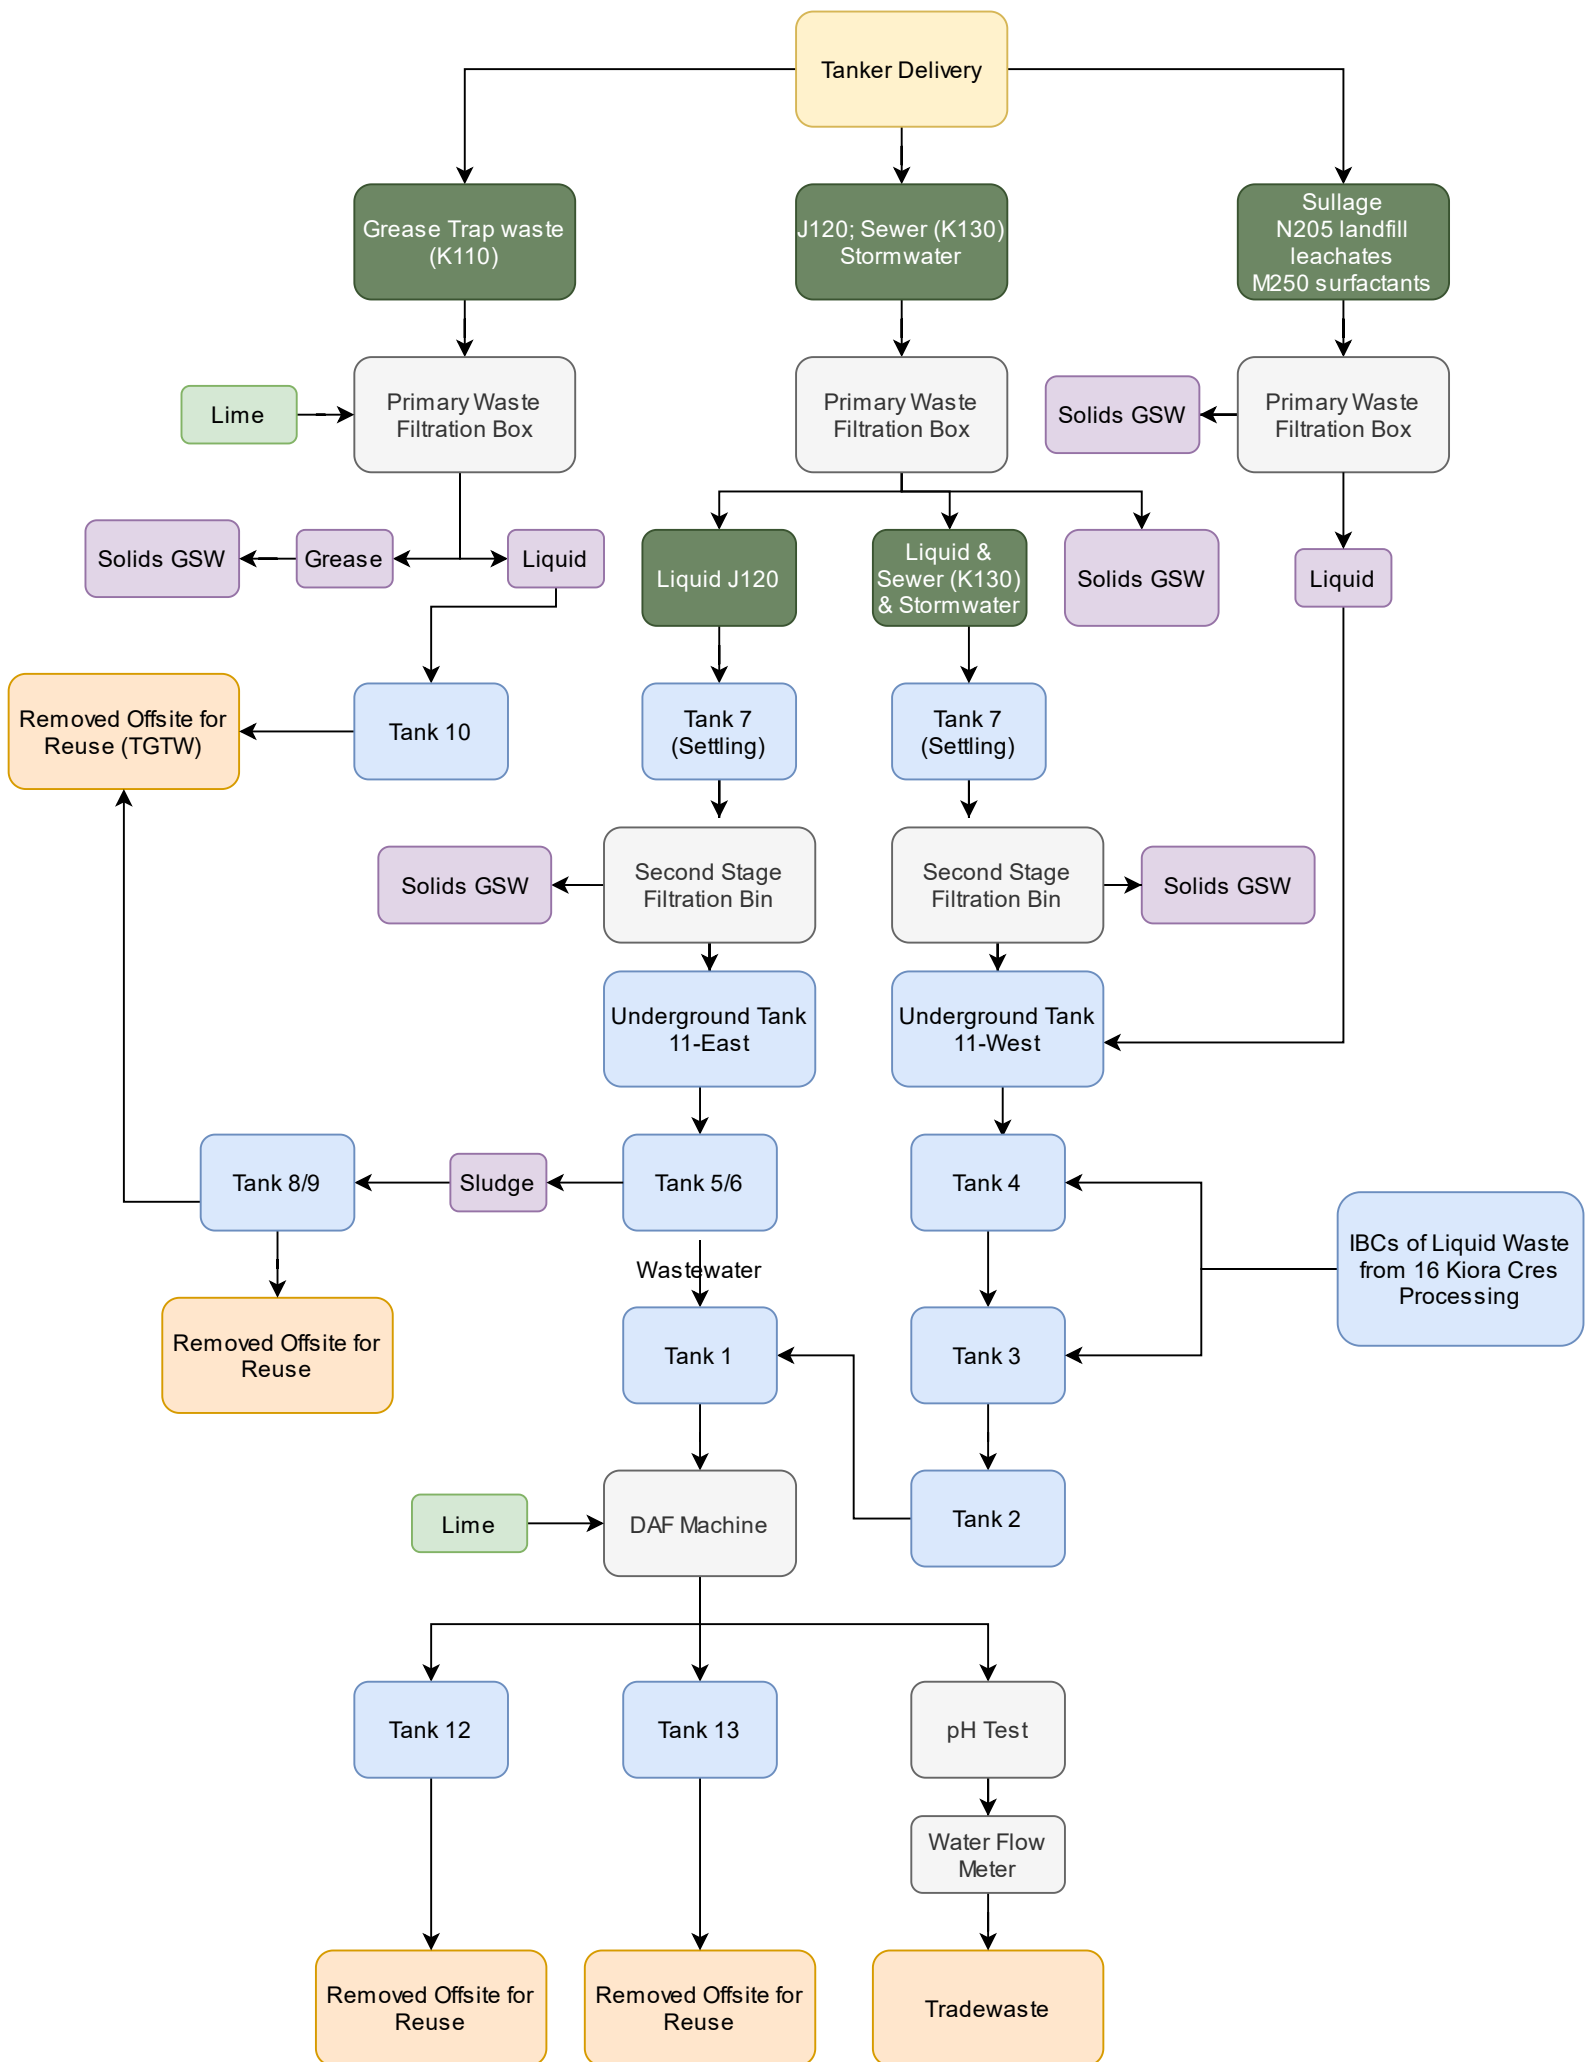 Tanker Delivery
Grease Trap waste
(K110)
J120; Sewer (K130)
Stormwater
Sullage
N205 landfill
leachates
M250 surfactants
Lime
Primary Waste
Filtration Box
Primary Waste
Filtration Box
Solids GSW
Primary Waste
Filtration Box
Solids GSW
Grease
Liquid
Liquid J120
Liquid &
Sewer (K130)
& Stormwater
Solids GSW
Liquid
Removed Offsite for
Reuse (TGTW)
Tank 10
Tank 7
(Settling)
Tank 7
(Settling)
Solids GSW
Second Stage
Filtration Bin
Second Stage
Filtration Bin
Solids GSW
Underground Tank
11-East
Underground Tank
11-West
Tank 8/9
Sludge
Tank 5/6
Tank 4
IBCs of Liquid Waste
from 16 Kiora Cres
Processing
Wastewater
Removed Offsite for
Reuse
Tank 1
Tank 3
Lime
DAF Machine
Tank 2
Tank 12
Tank 13
pH Test
Water Flow
Meter
Removed Offsite for
Reuse
Removed Offsite for
Reuse
Tradewaste